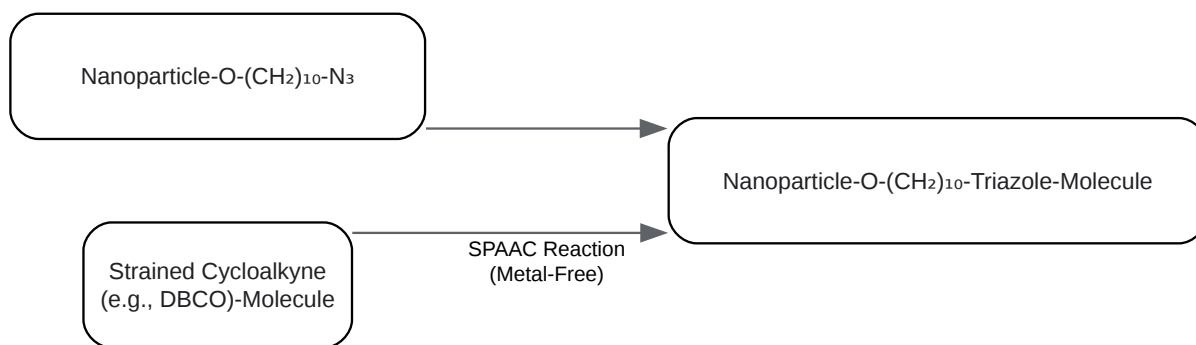 Nanoparticle-O-(CH₂)₁₀-N₃
Nanoparticle-O-(CH₂)₁₀-Triazole-Molecule
SPAAC Reaction
(Metal-Free)
Strained Cycloalkyne
(e.g., DBCO)-Molecule